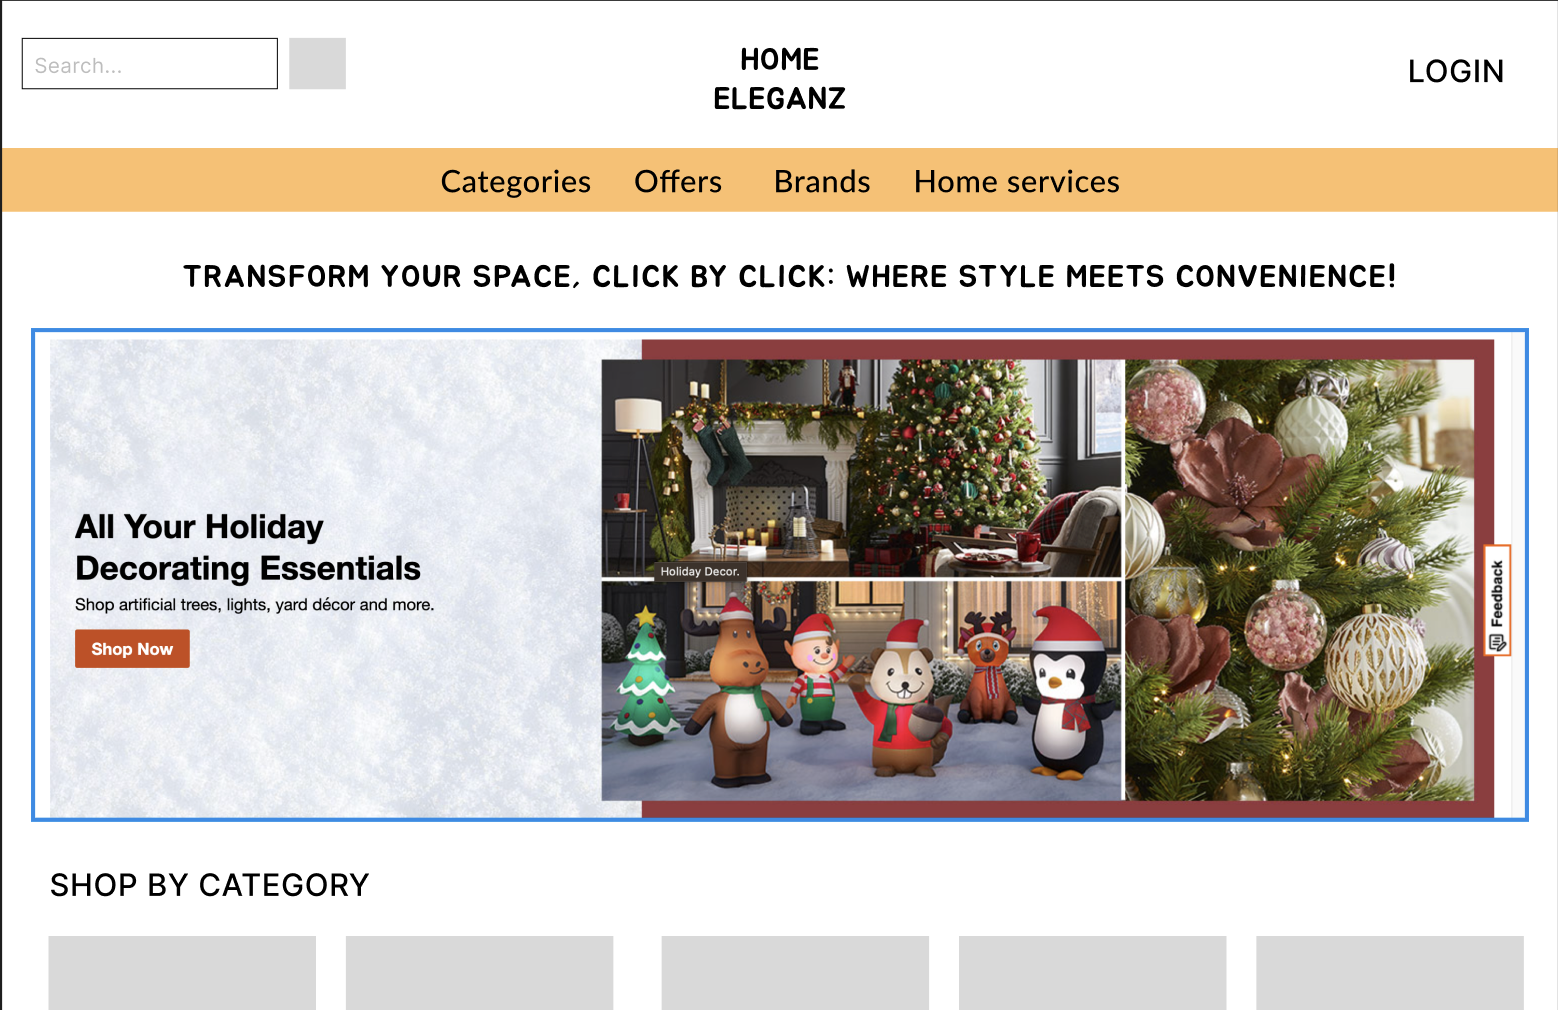 Search...
HOME
ELEGANZ
LOGIN
Categories Offers Brands Home services
TRANSFORM YOUR SPACE, CLICK BY CLICK: WHERE STYLE MEETS CONVENIENCE!
All Your Holiday
Decorating Essentials
Shop artificial trees, lights, yard décor and more.
Shop Now
Holiday Decor.
Feedback
SHOP BY CATEGORY